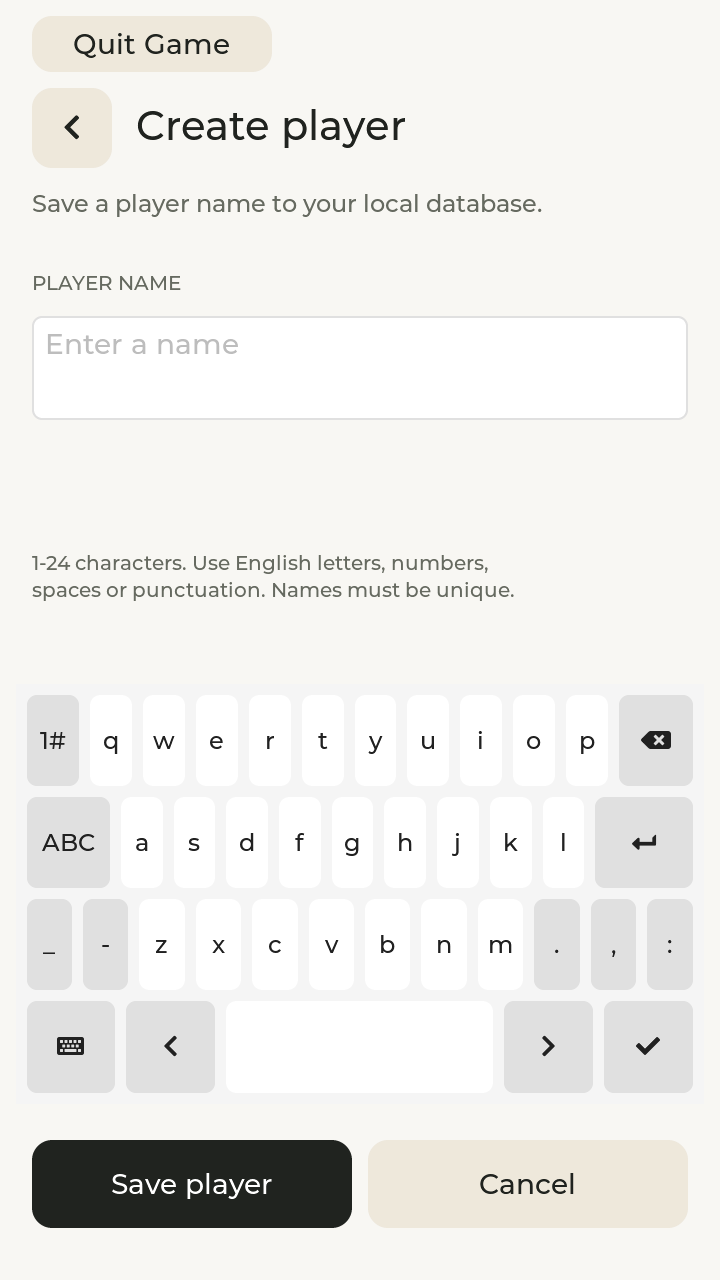 Quit Game
Create player
Save a player name to your local database.
PLAYER NAME
Enter a name
1-24 characters. Use English letters, numbers,
spaces or punctuation. Names must be unique.
1# q w e r t y u i o p
ABC a s d f g h j k l
_ - z x c v b n m . , :
Save player Cancel